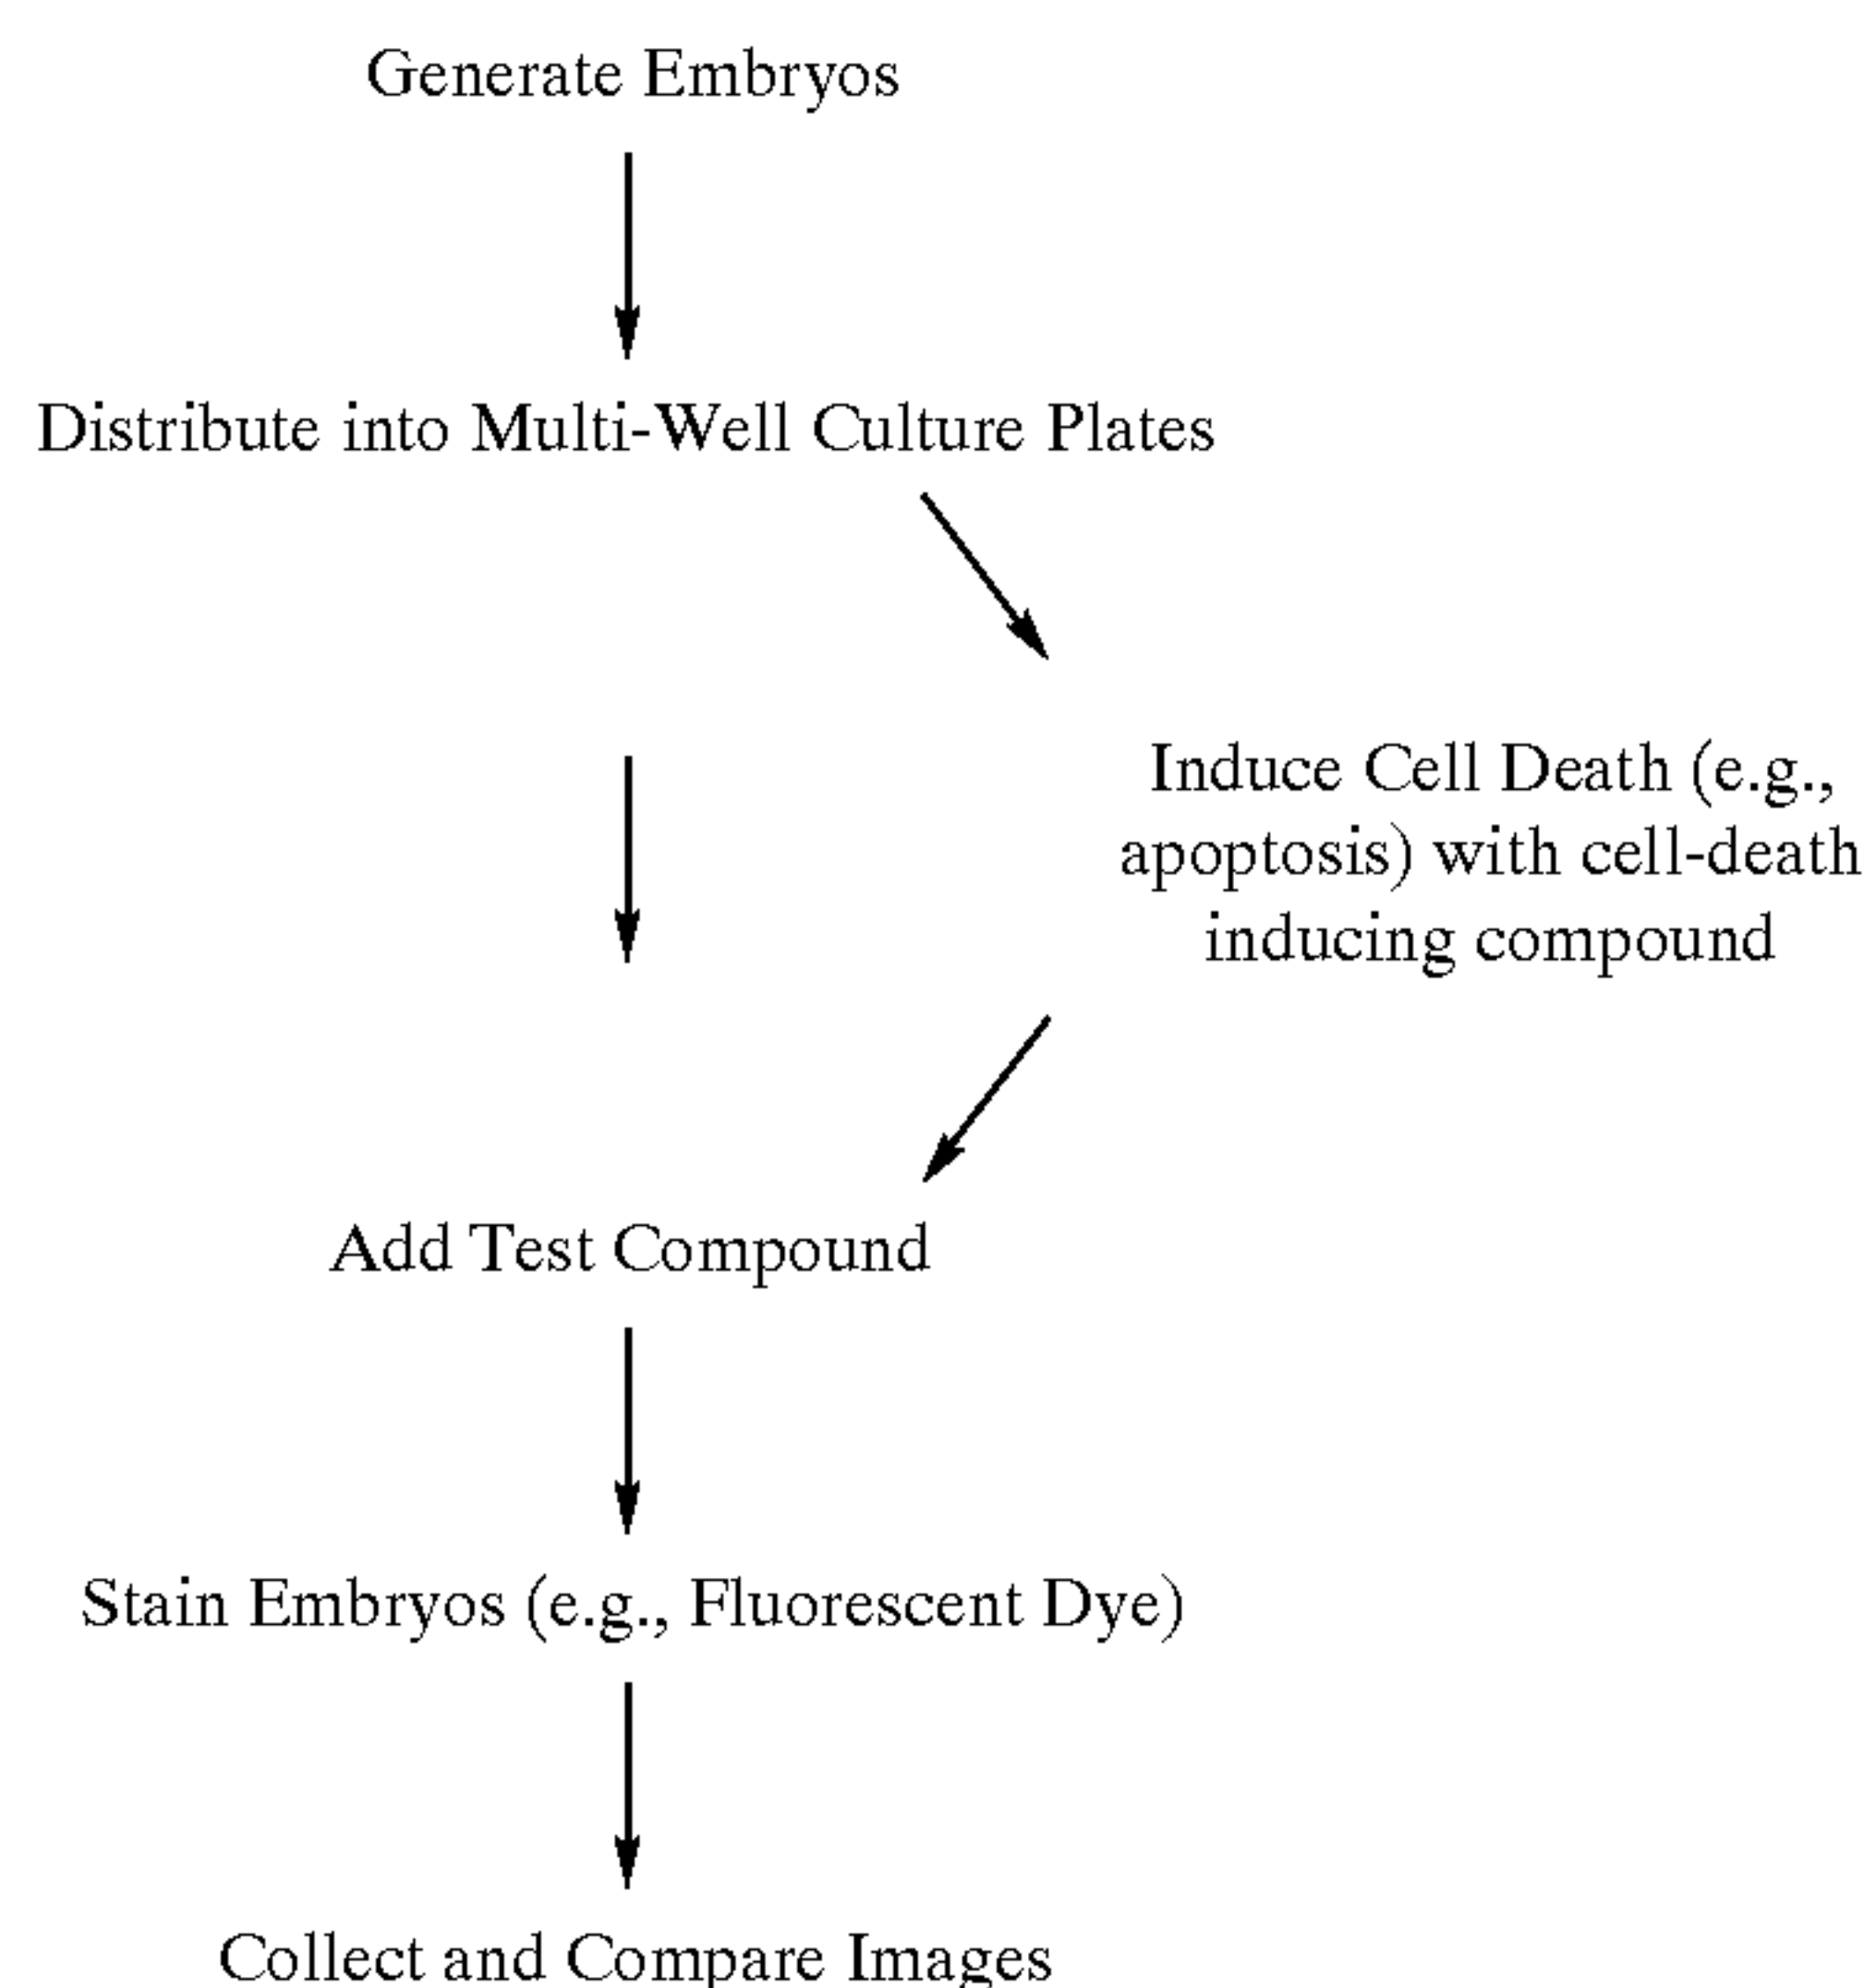 Generate Embryos
Distribute into Multi-Well Culture Plates
Induce Cell Death (e.g.,
apoptosis) with cell-death
inducing compound
Add Test Compound
Stain Embryos (e.g., Fluorescent Dye)
Collect and Compare Images